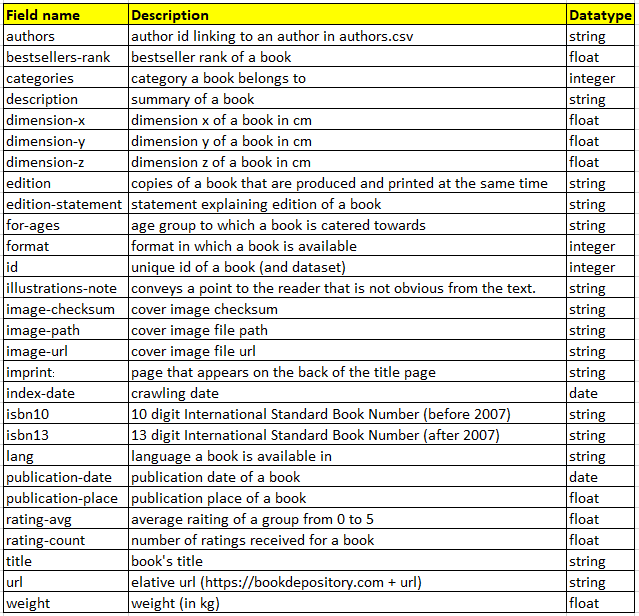 Field name Description Datatype
authors author id linking to an author in authors.csv string
bestsellers-rank bestseller rank of a book float
categories category a book belongs to integer
description summary of a book string
dimension-x dimension x of a book in cm float
dimension-y dimension y of a book in cm float
dimension-z dimension z of a book in cm float
edition copies of a book that are produced and printed at the same time string
edition-statement statement explaining edition of a book string
for-ages age group to which a book is catered towards string
format format in which a book is available integer
id unique id of a book (and dataset) integer
illustrations-note conveys a point to the reader that is not obvious from the text. string
image-checksum cover image checksum string
image-path cover image file path string
image-url cover image file url string
imprint: page that appears on the back of the title page string
index-date crawling date date
isbn10 10 digit International Standard Book Number (before 2007) string
isbn13 13 digit International Standard Book Number (after 2007) string
lang language a book is available in string
publication-date publication date of a book date
publication-place publication place of a book float
rating-avg average raiting of a group from 0 to 5 float
rating-count number of ratings received for a book float
title book's title string
url elative url (https://bookdepository.com + url) string
weight weight (in kg) float